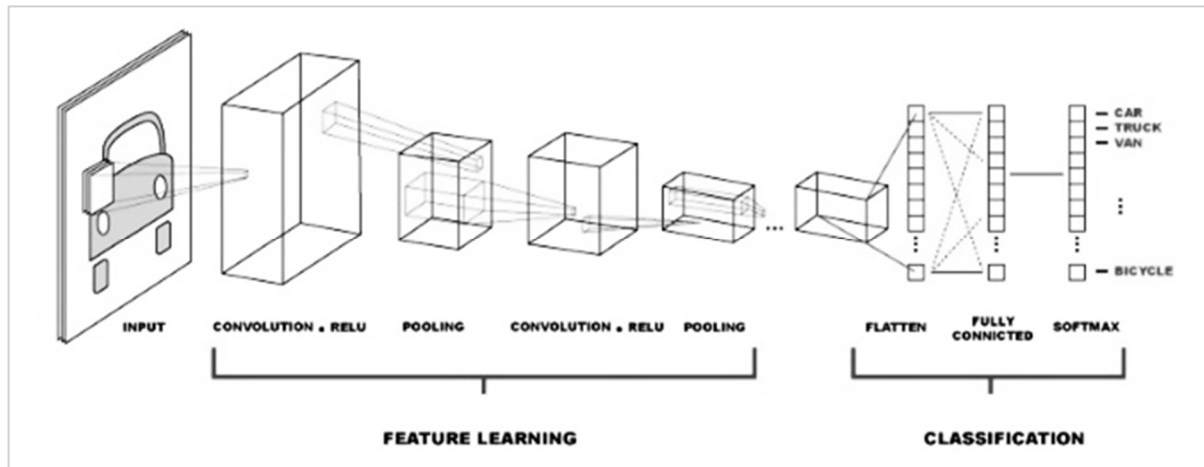 CAR
TRUCK
VAN
BICYCLE
INPUT
CONVOLUTION . RELU
POOLING
CONVOLUTION . RELU
POOLING
FLATTEN
FULLY
CONNICTED
SOFTMAX
FEATURE LEARNING
CLASSIFICATION